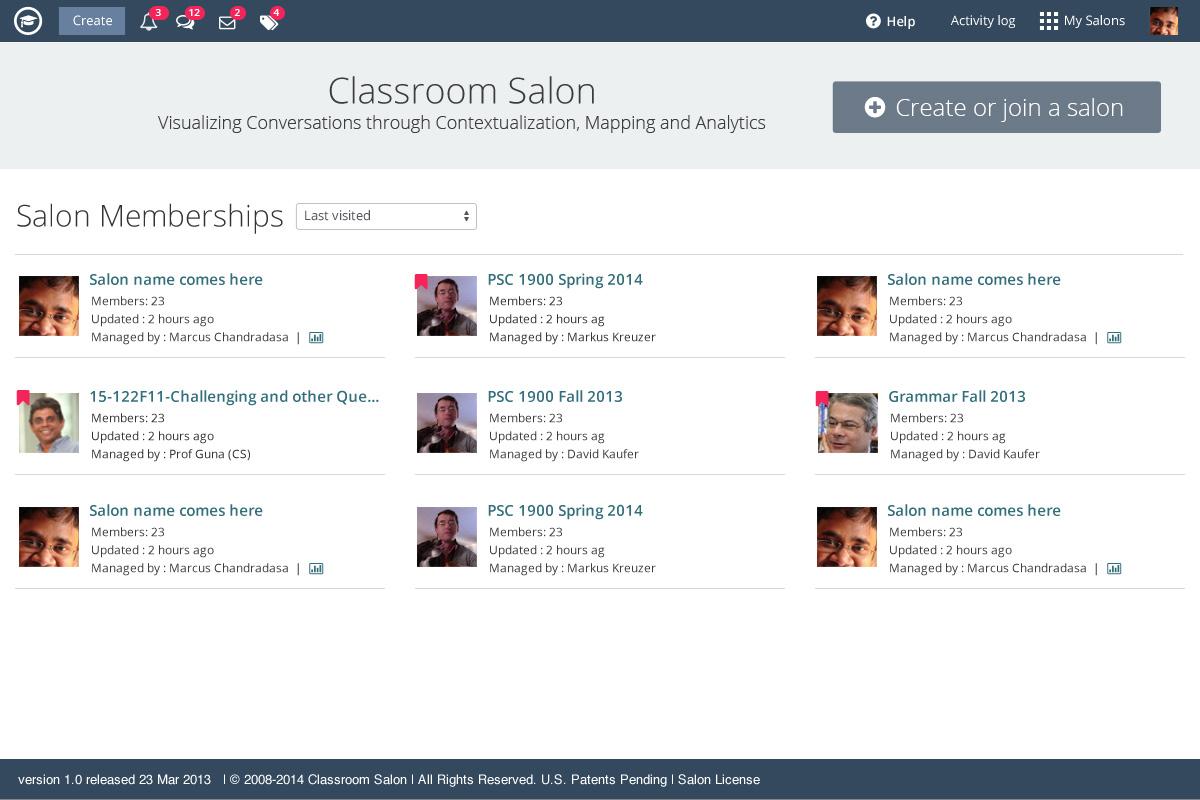 Create 3 12 2 4 Help Activity log My Salons
Classroom Salon
Visualizing Conversations through Contextualization, Mapping and Analytics
Create or join a salon
Salon Memberships Last visited
Salon name comes here
Members: 23
Updated : 2 hours ago
Managed by : Marcus Chandradasa |
PSC 1900 Spring 2014
Members: 23
Updated : 2 hours ag
Managed by : Markus Kreuzer
Salon name comes here
Members: 23
Updated : 2 hours ago
Managed by : Marcus Chandradasa |
15-122F11-Challenging and other Que...
Members: 23
Updated : 2 hours ago
Managed by : Prof Guna (CS)
PSC 1900 Fall 2013
Members: 23
Updated : 2 hours ag
Managed by : David Kaufer
Grammar Fall 2013
Members: 23
Updated : 2 hours ag
Managed by : David Kaufer
Salon name comes here
Members: 23
Updated : 2 hours ago
Managed by : Marcus Chandradasa |
PSC 1900 Spring 2014
Members: 23
Updated : 2 hours ag
Managed by : Markus Kreuzer
Salon name comes here
Members: 23
Updated : 2 hours ago
Managed by : Marcus Chandradasa |
version 1.0 released 23 Mar 2013 | © 2008-2014 Classroom Salon | All Rights Reserved. U.S. Patents Pending | Salon License